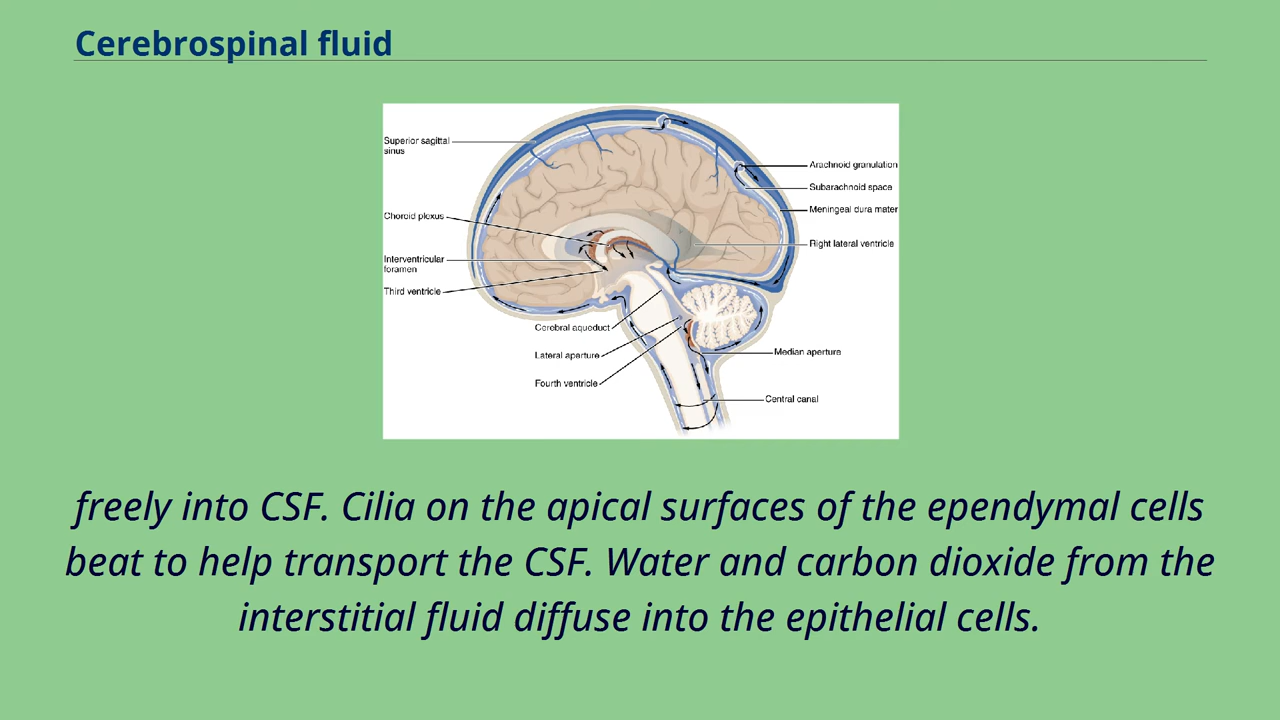 Cerebrospinal fluid
Superior sagittal
sinus
Choroid plexus
Interventricular
foramen
Third ventricle
Cerebral aqueduct
Lateral aperture
Fourth ventricle
Arachnoid granulation
Subarachnoid space
Meningeal dura mater
Right lateral ventricle
Median aperture
Central canal
freely into CSF. Cilia on the apical surfaces of the ependymal cells
beat to help transport the CSF. Water and carbon dioxide from the
interstitial fluid diffuse into the epithelial cells.